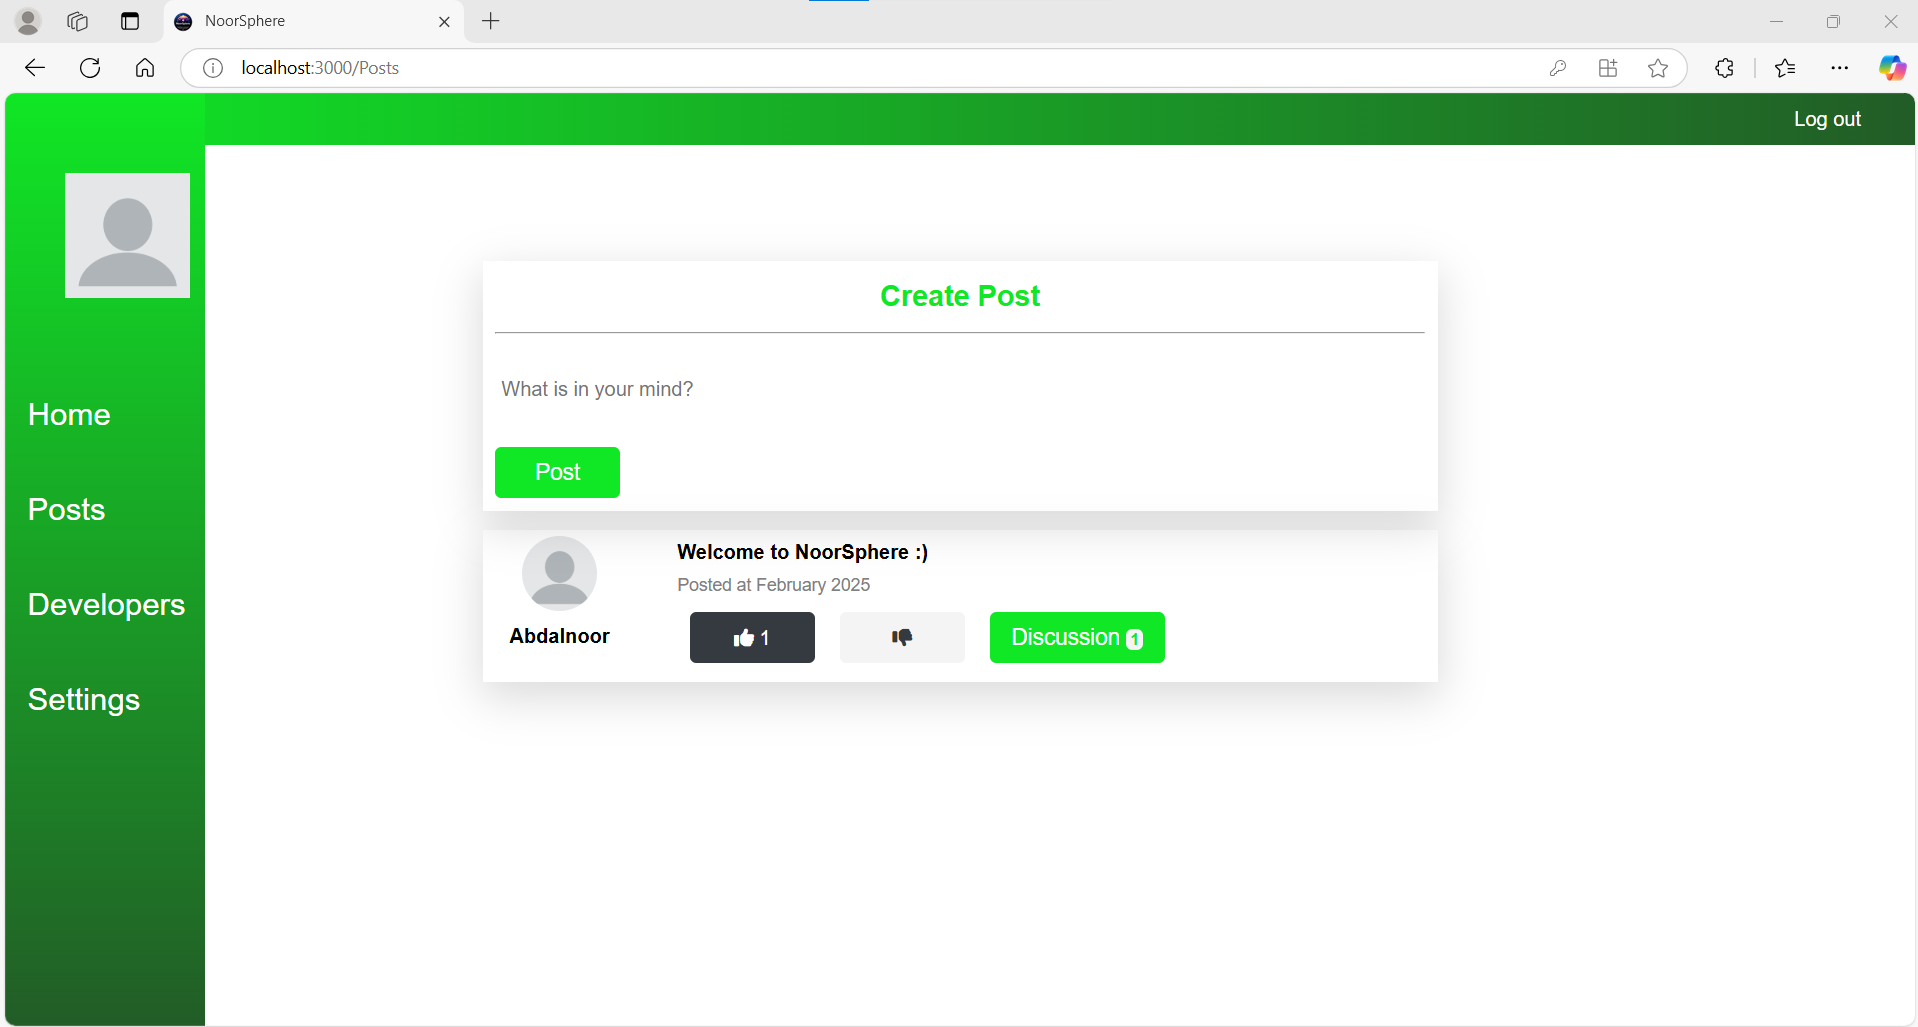 NoorSphere
localhost:3000/Posts
Log out
Home
Posts
Developers
Settings
Create Post
What is in your mind?
Post
Welcome to NoorSphere :)
Posted at February 2025
Abdalnoor
1
Discussion 1